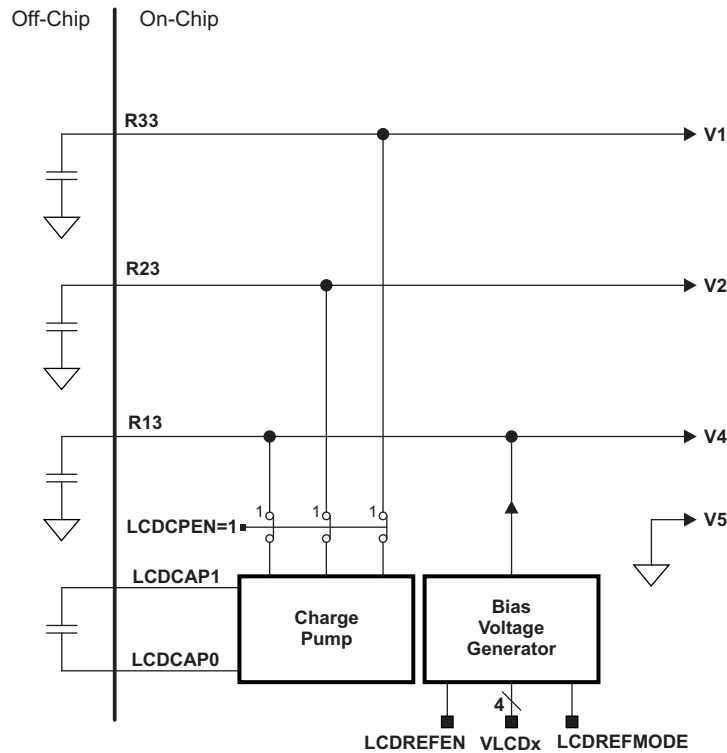 Off-Chip On-Chip
R33
V1
R23
V2
R13
V4
1 1 1
LCDCPEN=1
V5
LCDCAP1
Charge
Pump
Bias
Voltage
Generator
LCDCAP0
4
LCDREFEN VLCDx LCDREFMODE